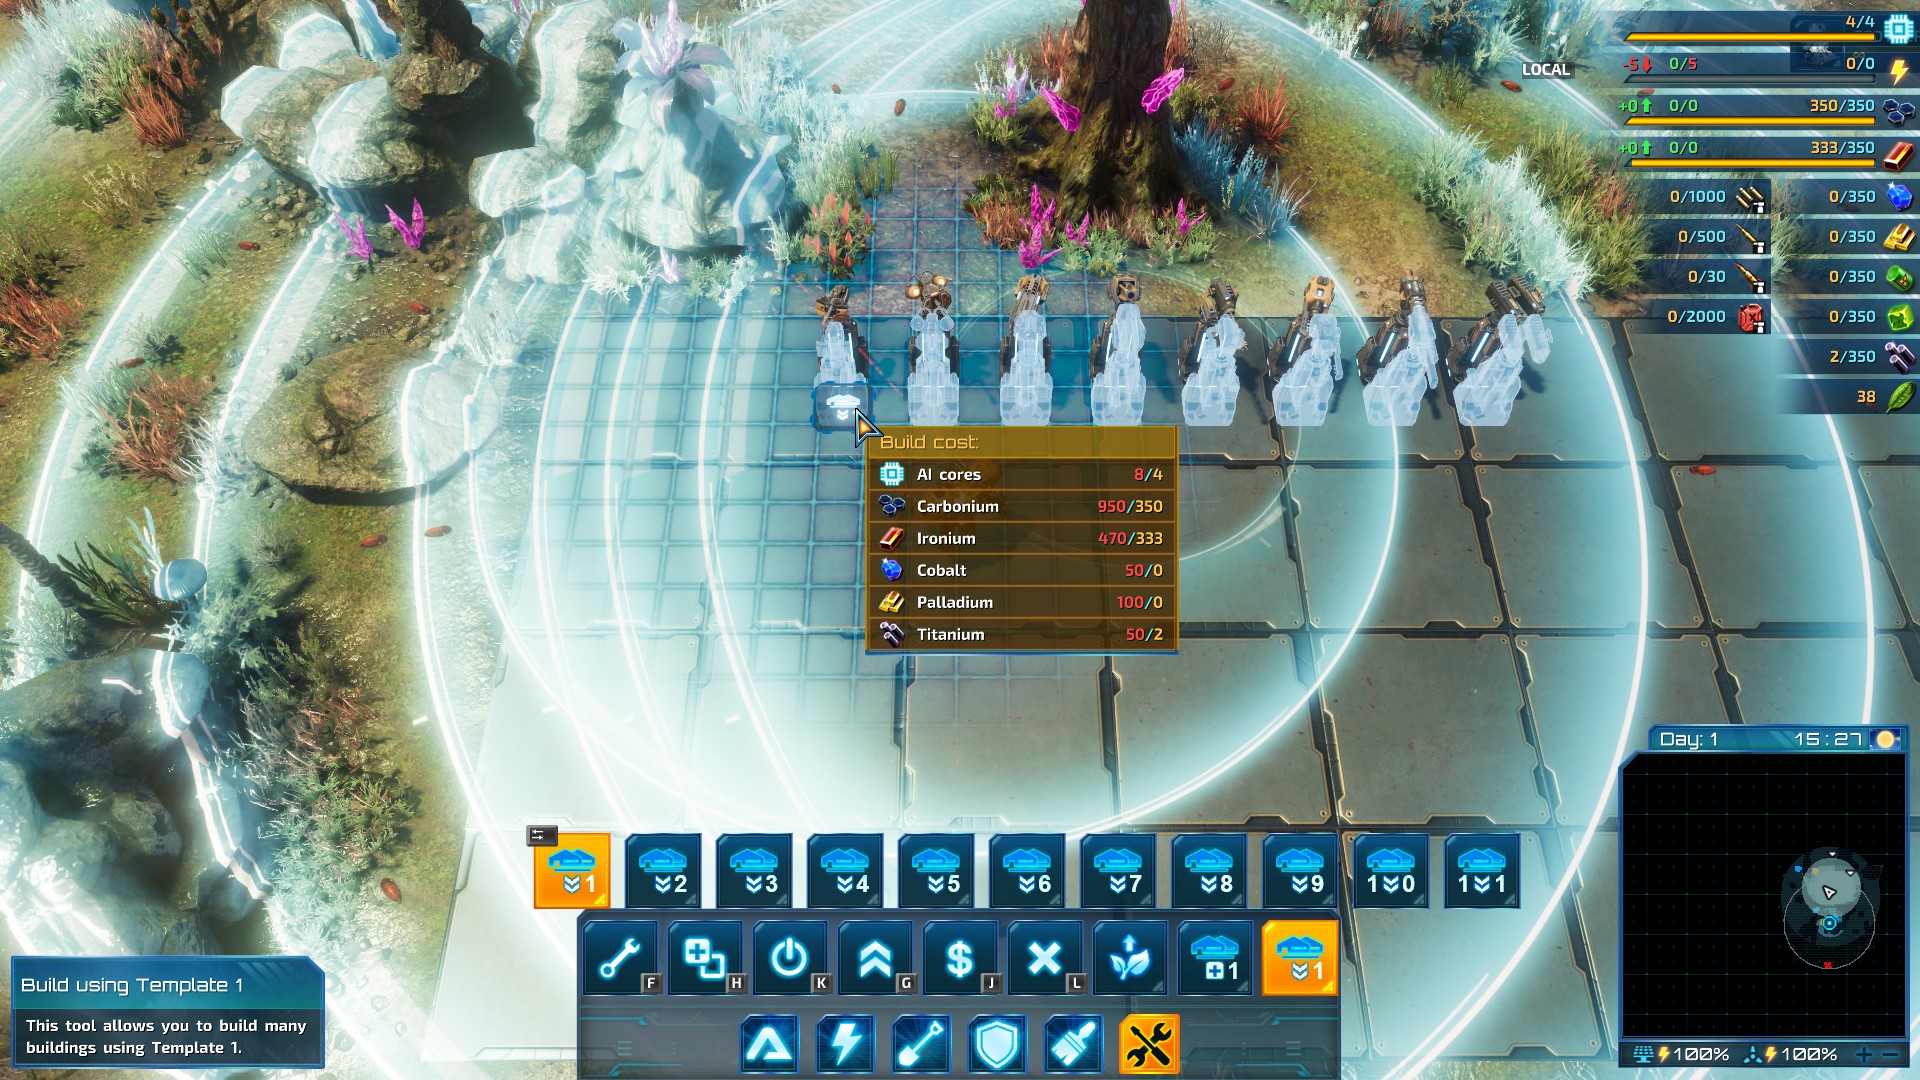 4/4
LOCAL
-5 0/5 0/0
+0 0/0 350/350
+0 0/0 333/350
0/1000 0/350
0/500 0/350
0/30 0/350
0/2000 0/350
2/350
38
Build cost:
AI cores 8/4
Carbonium 950/350
Ironium 470/333
Cobalt 50/0
Palladium 100/0
Titanium 50/2
Day: 1 15:27
1 2 3 4 5 6 7 8 9 1 0 1 1
F H K G J L 1 1
Build using Template 1
This tool allows you to build many
buildings using Template 1.
100% 100% + -